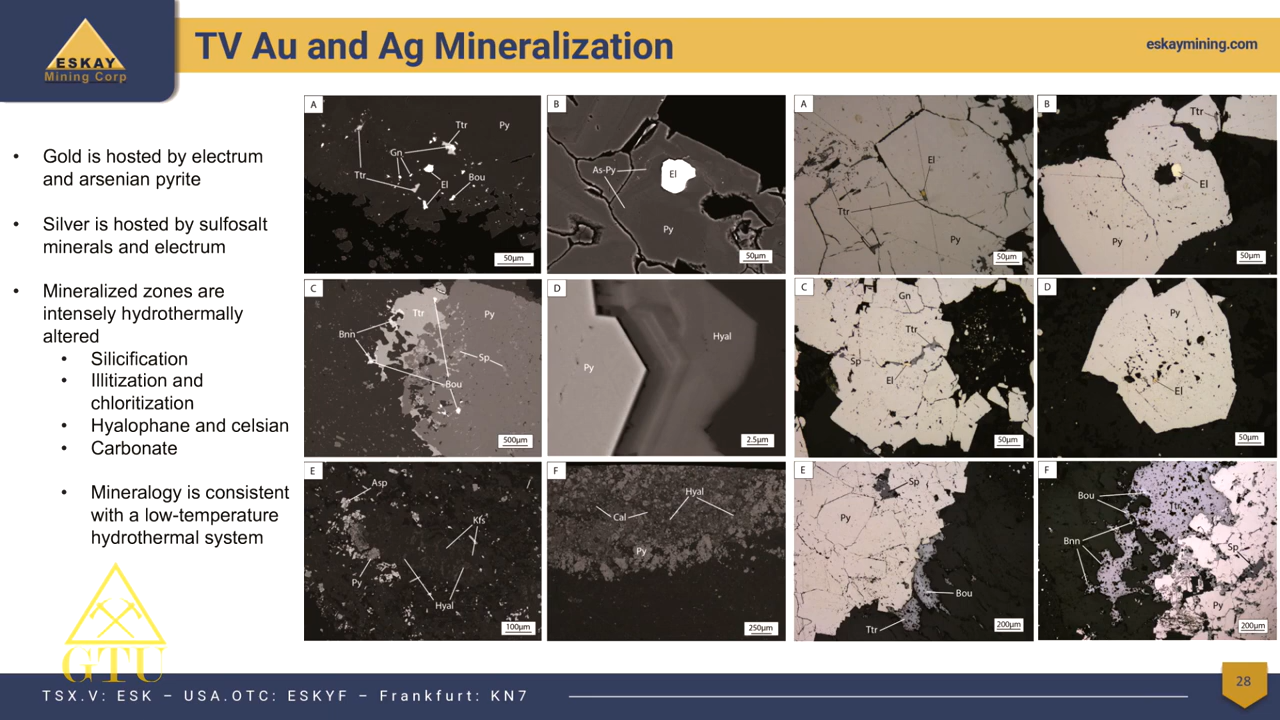 ESKAY
Mining Corp
TV Au and Ag Mineralization
eskaymining.com
• Gold is hosted by electrum
and arsenian pyrite
• Silver is hosted by sulfosalt
minerals and electrum
• Mineralized zones are
intensely hydrothermally
altered
• Silicification
• Illitization and
chloritization
• Hyalophane and celsian
• Carbonate
• Mineralogy is consistent
with a low-temperature
hydrothermal system
A
Ttr
Py
Gn
Ttr
El
Bou
50µm
B
As-Py
El
Py
50µm
A
El
Ttr
Py
50µm
B
Ttr
El
Py
50µm
C
Ttr
Py
Bnn
Sp
Bou
500µm
D
Hyal
Py
2.5µm
C
Gn
Ttr
Sp
El
50µm
D
Py
El
50µm
E
Asp
Kfs
Py
Hyal
100µm
F
Hyal
Cal
Py
250µm
E
Sp
Py
Bou
Ttr
200µm
F
Bou
Bnn
Sp
Py
200µm
GTU
28
TSX.V: ESK – USA.OTC: ESKYF – Frankfurt: KN7